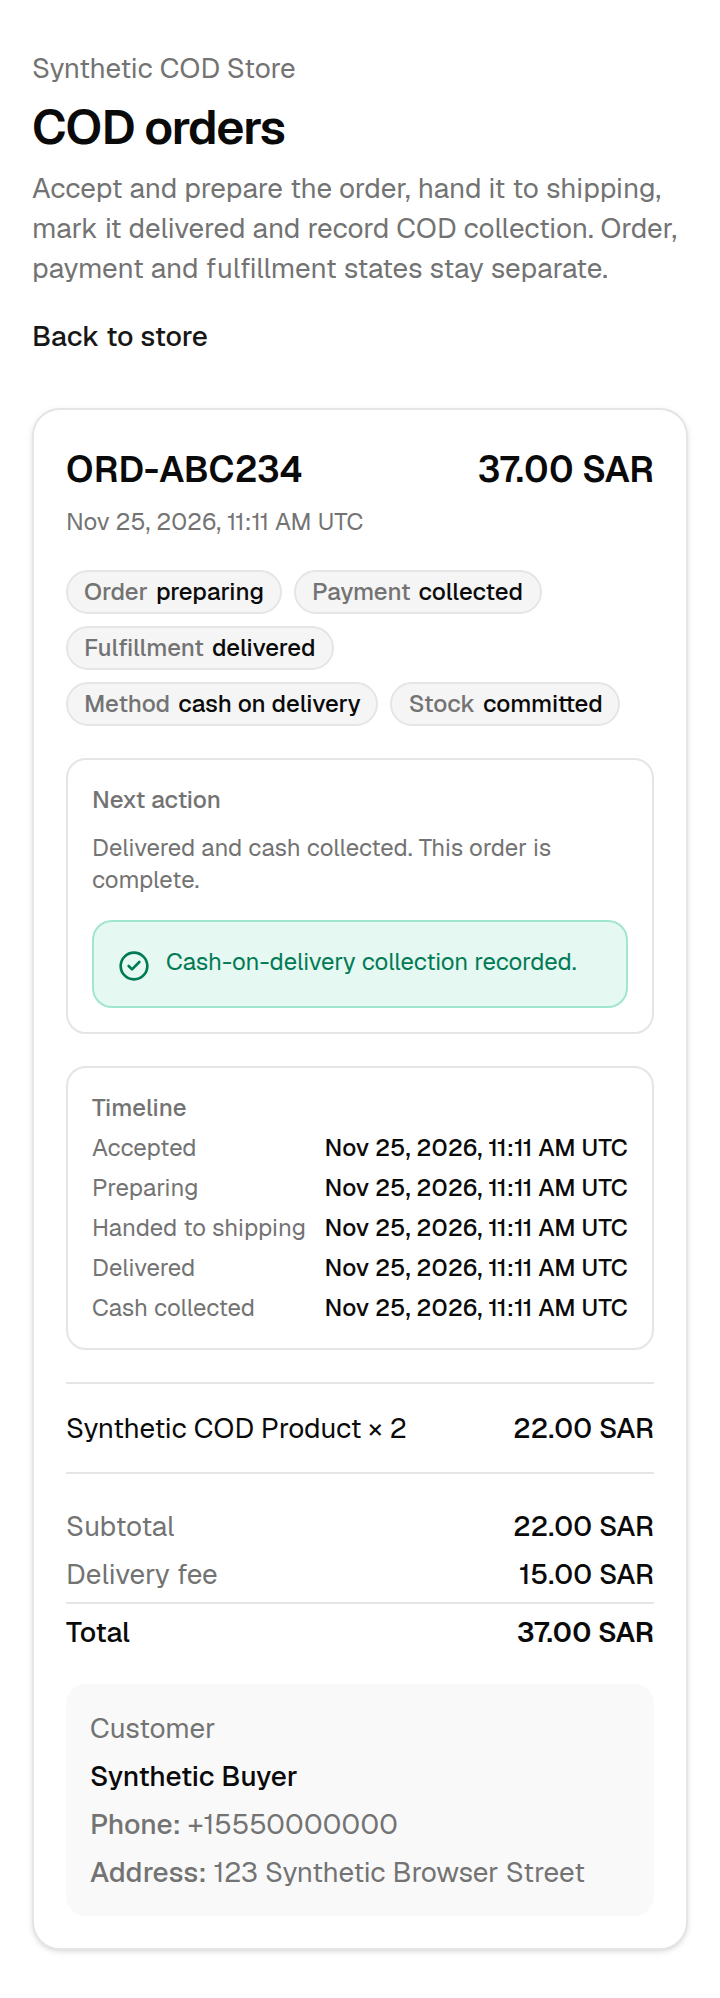 Synthetic COD Store
COD orders
Accept and prepare the order, hand it to shipping,
mark it delivered and record COD collection. Order,
payment and fulfillment states stay separate.
Back to store
ORD-ABC234 37.00 SAR
Nov 25, 2026, 11:11 AM UTC
Order preparing Payment collected
Fulfillment delivered
Method cash on delivery Stock committed
Next action
Delivered and cash collected. This order is
complete.
Cash-on-delivery collection recorded.
Timeline
Accepted Nov 25, 2026, 11:11 AM UTC
Preparing Nov 25, 2026, 11:11 AM UTC
Handed to shipping Nov 25, 2026, 11:11 AM UTC
Delivered Nov 25, 2026, 11:11 AM UTC
Cash collected Nov 25, 2026, 11:11 AM UTC
Synthetic COD Product × 2 22.00 SAR
Subtotal 22.00 SAR
Delivery fee 15.00 SAR
Total 37.00 SAR
Customer
Synthetic Buyer
Phone: +15550000000
Address: 123 Synthetic Browser Street